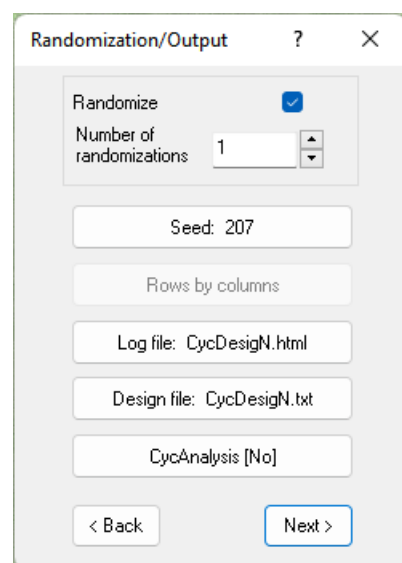 Randomization/Output ? ×
Randomize
Number of
randomizations 1
Seed: 207
Rows by columns
Log file: CycDesigN.html
Design file: CycDesigN.txt
CycAnalysis [No]
< Back Next >